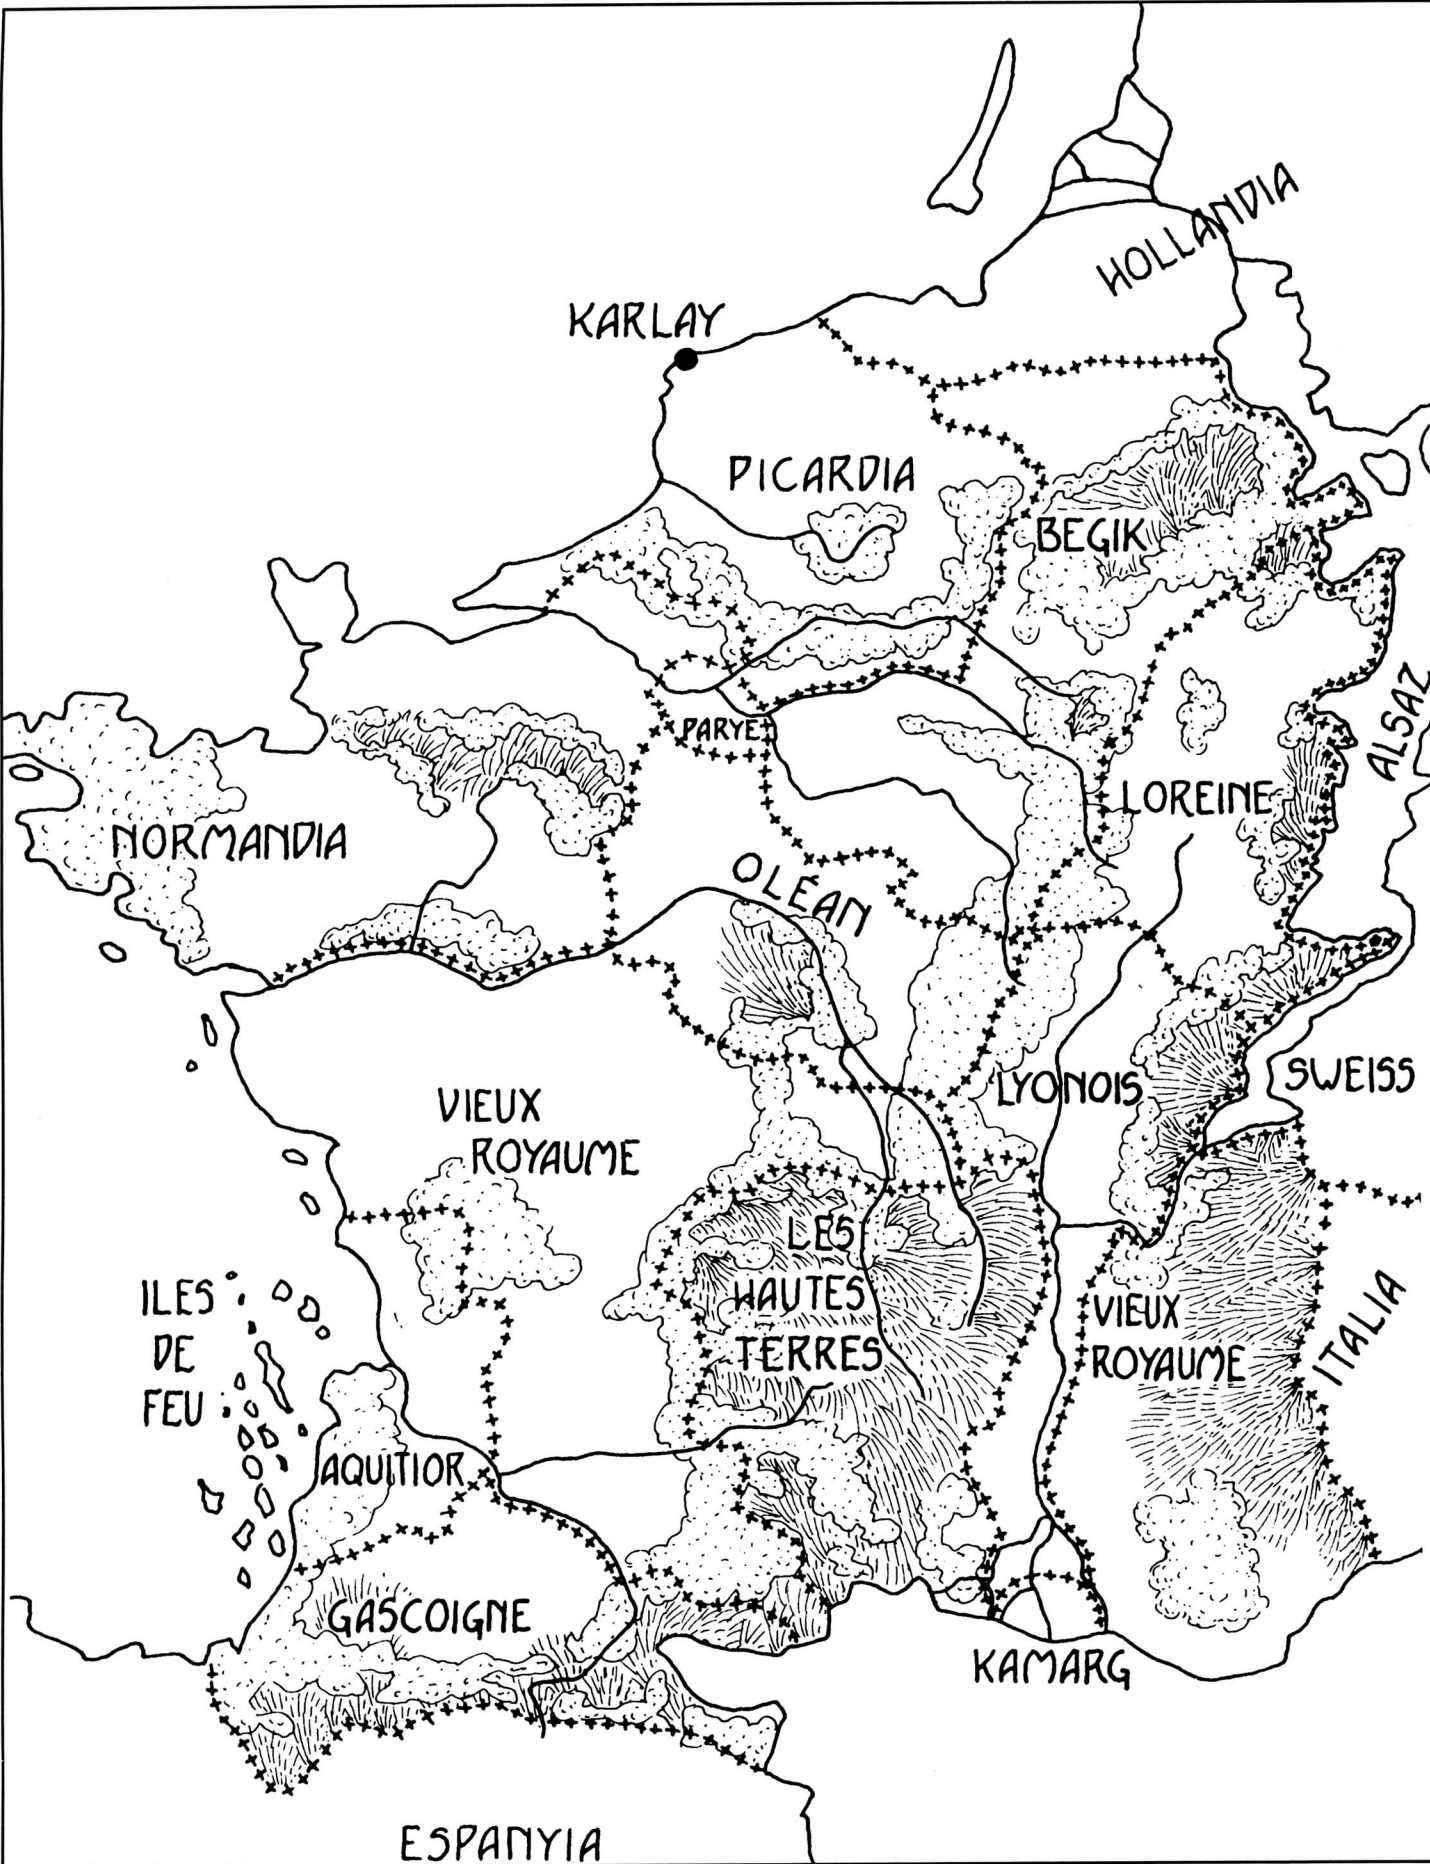 HOLLANDIA
KARLAY
PICARDIA
BEGIK
ALSAZ
PARYE
LOREINE
NORMANDIA
OLÉAN
LYONOIS
SWEISS
VIEUX
ROYAUME
LES
HAUTES
TERRES
ILES
DE
FEU
VIEUX
ROYAUME
ITALIA
AQUITIOR
GASCOIGNE
KAMARG
ESPANYIA